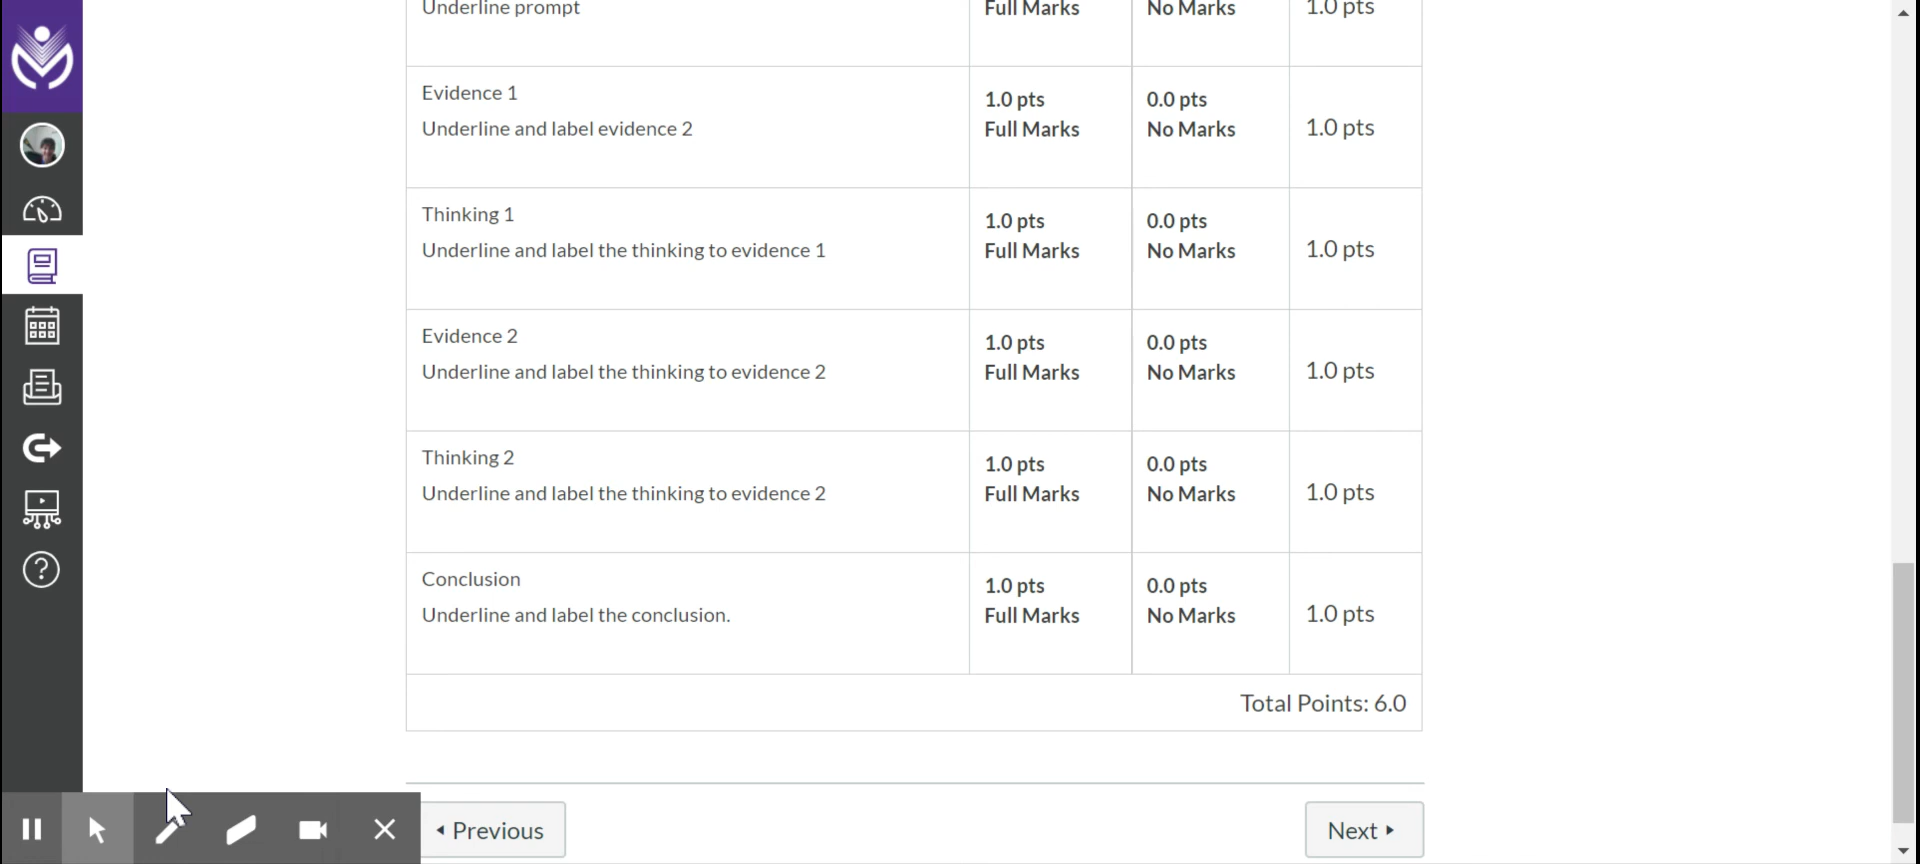 Underline prompt
Full Marks
No Marks
1.0 pts
Evidence 1
Underline and label evidence 2
1.0 pts
Full Marks
0.0 pts
No Marks
1.0 pts
Thinking 1
Underline and label the thinking to evidence 1
1.0 pts
Full Marks
0.0 pts
No Marks
1.0 pts
Evidence 2
Underline and label the thinking to evidence 2
1.0 pts
Full Marks
0.0 pts
No Marks
1.0 pts
Thinking 2
Underline and label the thinking to evidence 2
1.0 pts
Full Marks
0.0 pts
No Marks
1.0 pts
Conclusion
Underline and label the conclusion.
1.0 pts
Full Marks
0.0 pts
No Marks
1.0 pts
Total Points: 6.0
Previous
Next